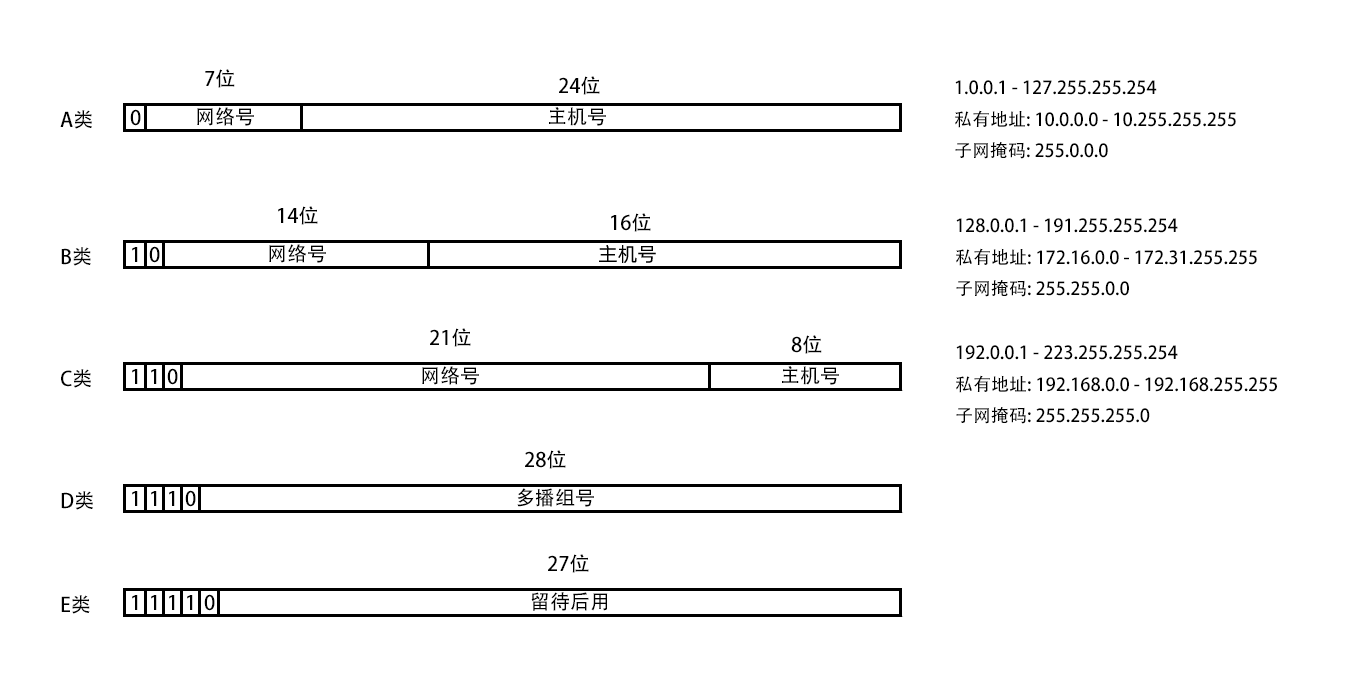 7位
24位
A类
0
网络号
主机号
1.0.0.1 - 127.255.255.254
私有地址: 10.0.0.0 - 10.255.255.255
子网掩码: 255.0.0.0
14位
16位
B类
1 0
网络号
主机号
128.0.0.1 - 191.255.255.254
私有地址: 172.16.0.0 - 172.31.255.255
子网掩码: 255.255.0.0
21位
8位
C类
1 1 0
网络号
主机号
192.0.0.1 - 223.255.255.254
私有地址: 192.168.0.0 - 192.168.255.255
子网掩码: 255.255.255.0
28位
D类
1 1 1 0
多播组号
27位
E类
1 1 1 1 0
留待后用